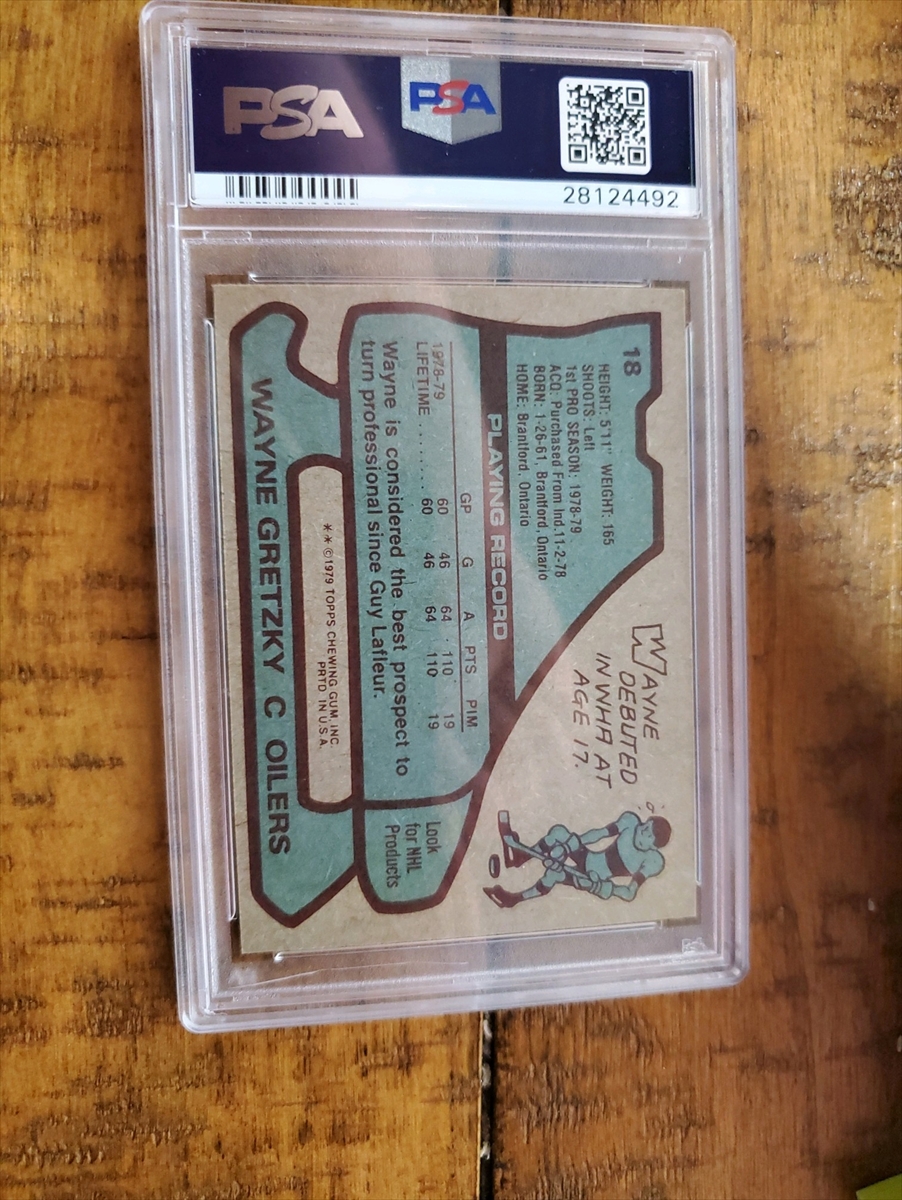 PSA
PSA
28124492
18
HEIGHT: 5'11" WEIGHT: 165
SHOOTS: Left
1st PRO SEASON: 1978-79
ACQ: Purchased From Ind. 11-2-78
BORN: 1-26-61, Brantford, Ontario
HOME: Brantford, Ontario
WAYNE
DEBUTED
IN WHA AT
AGE 17.
PLAYING RECORD
GP G A PTS PIM
1978-79 60 46 64 110 19
LIFETIME ........ 60 46 64 110 19
Wayne is considered the best prospect to
turn professional since Guy Lafleur.
Look
for NHL
Products
** ©1979 TOPPS CHEWING GUM, INC.
PRTD IN U.S.A.
WAYNE GRETZKY C OILERS